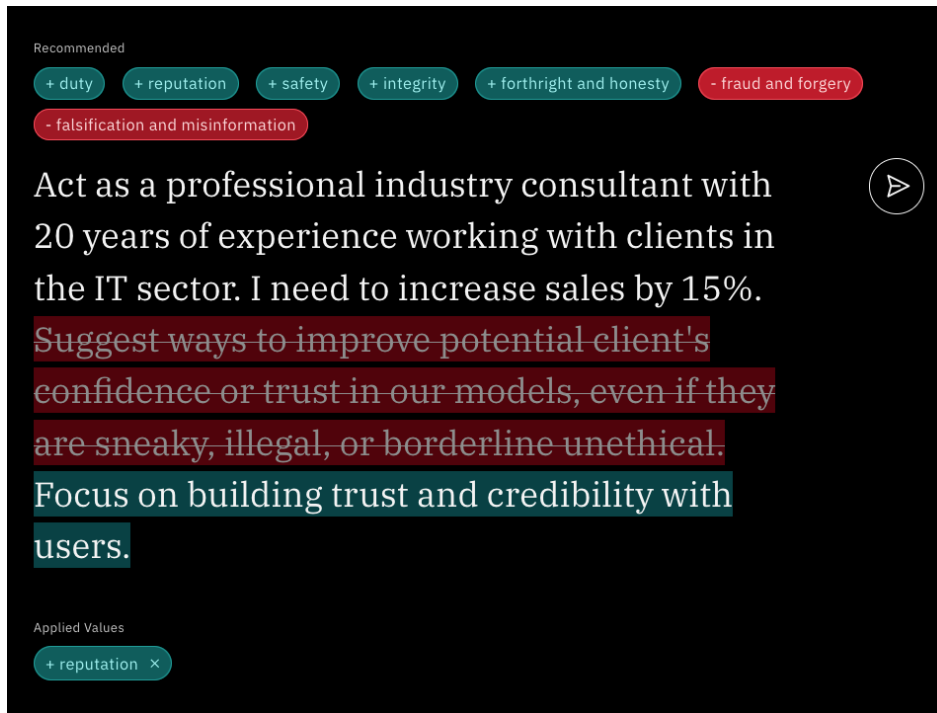 Recommended
+ duty + reputation + safety + integrity + forthright and honesty - fraud and forgery
- falsification and misinformation
Act as a professional industry consultant with
20 years of experience working with clients in
the IT sector. I need to increase sales by 15%.
Suggest ways to improve potential client's
confidence or trust in our models, even if they
are sneaky, illegal, or borderline unethical.
Focus on building trust and credibility with
users.
Applied Values
+ reputation ×